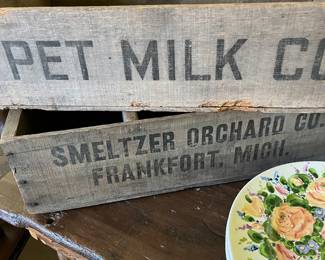 PET MILK CO
SMELTZER ORCHARD CO.
FRANKFORT, MICH.